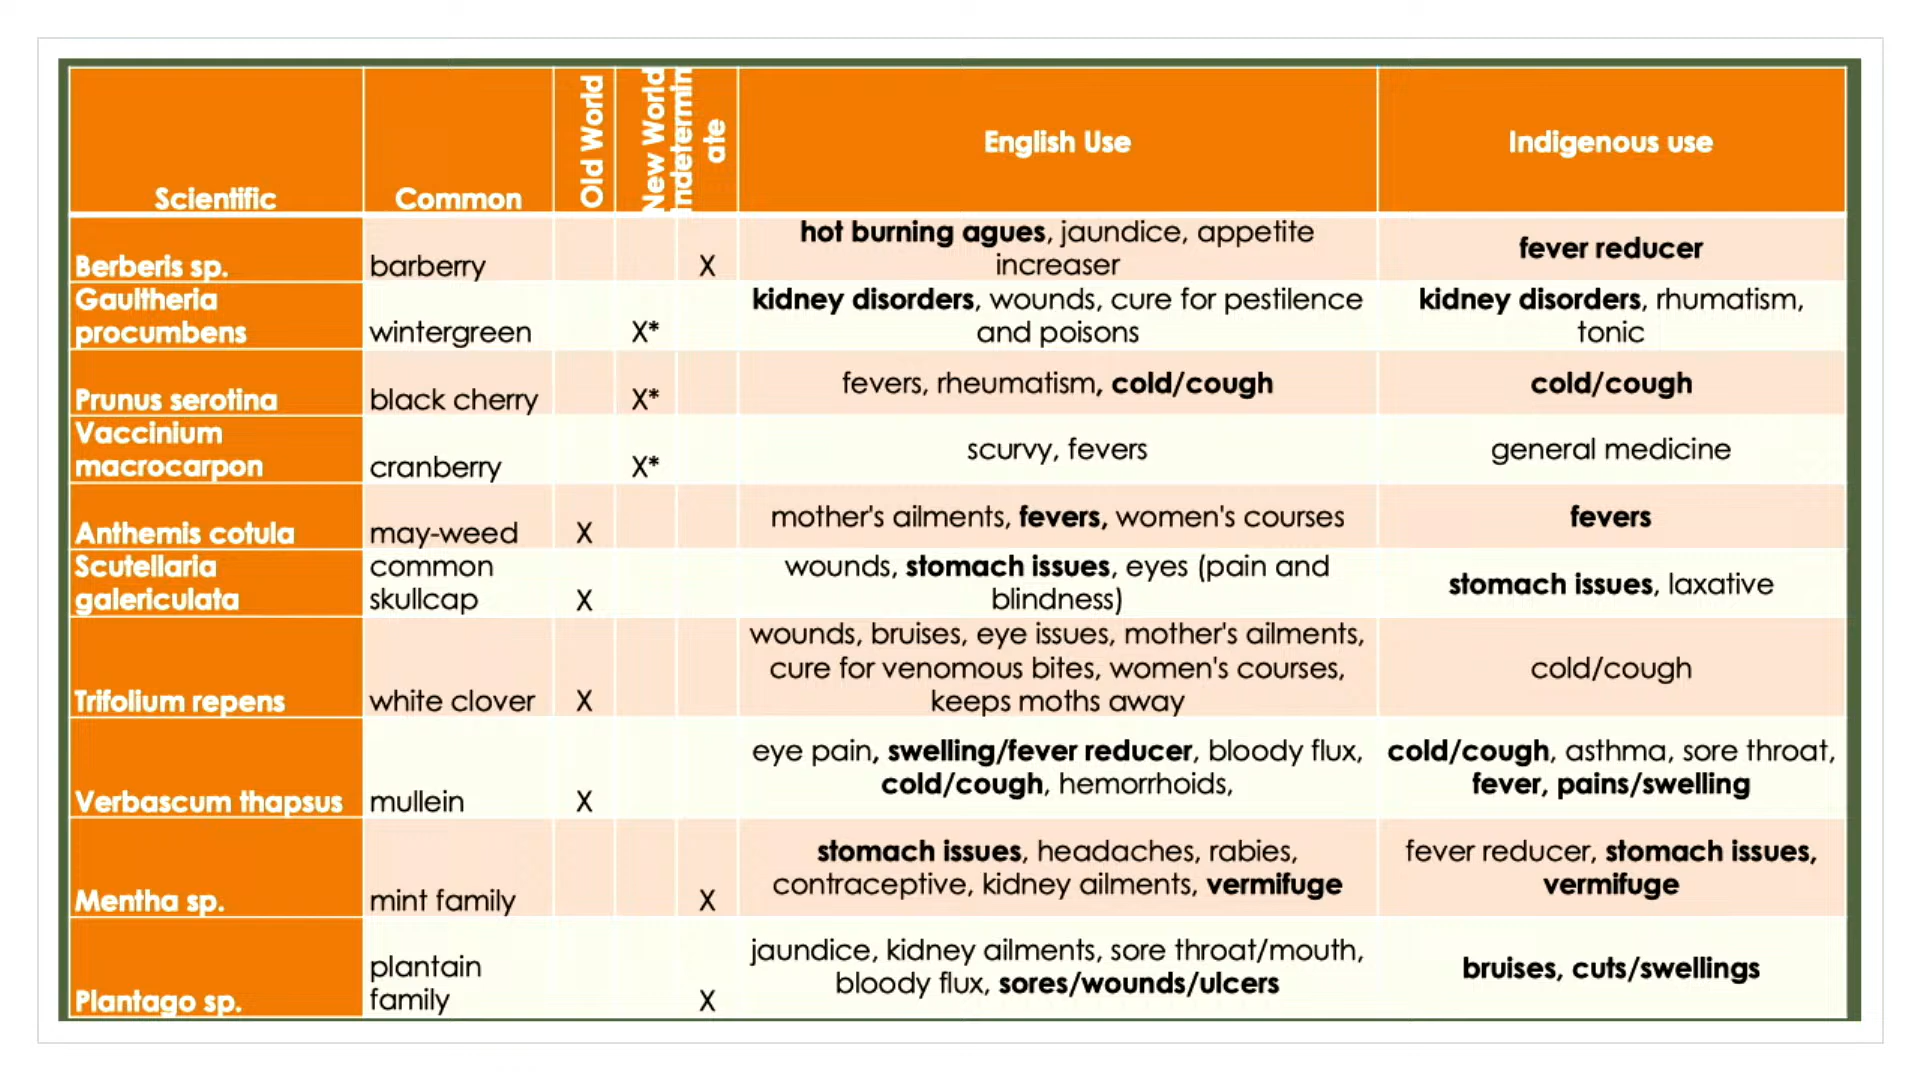 Scientific
Common
Old World
New World
Indetermin
ate
English Use
Indigenous use
Berberis sp.
barberry
X
hot burning agues, jaundice, appetite
increaser
fever reducer
Gaultheria
procumbens
wintergreen
X*
kidney disorders, wounds, cure for pestilence
and poisons
kidney disorders, rhumatism,
tonic
Prunus serotina
black cherry
X*
fevers, rheumatism, cold/cough
cold/cough
Vaccinium
macrocarpon
cranberry
X*
scurvy, fevers
general medicine
Anthemis cotula
may-weed
X
mother's ailments, fevers, women's courses
fevers
Scutellaria
galericulata
common
skullcap
X
wounds, stomach issues, eyes (pain and
blindness)
stomach issues, laxative
Trifolium repens
white clover
X
wounds, bruises, eye issues, mother's ailments,
cure for venomous bites, women's courses,
keeps moths away
cold/cough
Verbascum thapsus
mullein
X
eye pain, swelling/fever reducer, bloody flux,
cold/cough, hemorrhoids,
cold/cough, asthma, sore throat,
fever, pains/swelling
Mentha sp.
mint family
X
stomach issues, headaches, rabies,
contraceptive, kidney ailments, vermifuge
fever reducer, stomach issues,
vermifuge
Plantago sp.
plantain
family
X
jaundice, kidney ailments, sore throat/mouth,
bloody flux, sores/wounds/ulcers
bruises, cuts/swellings